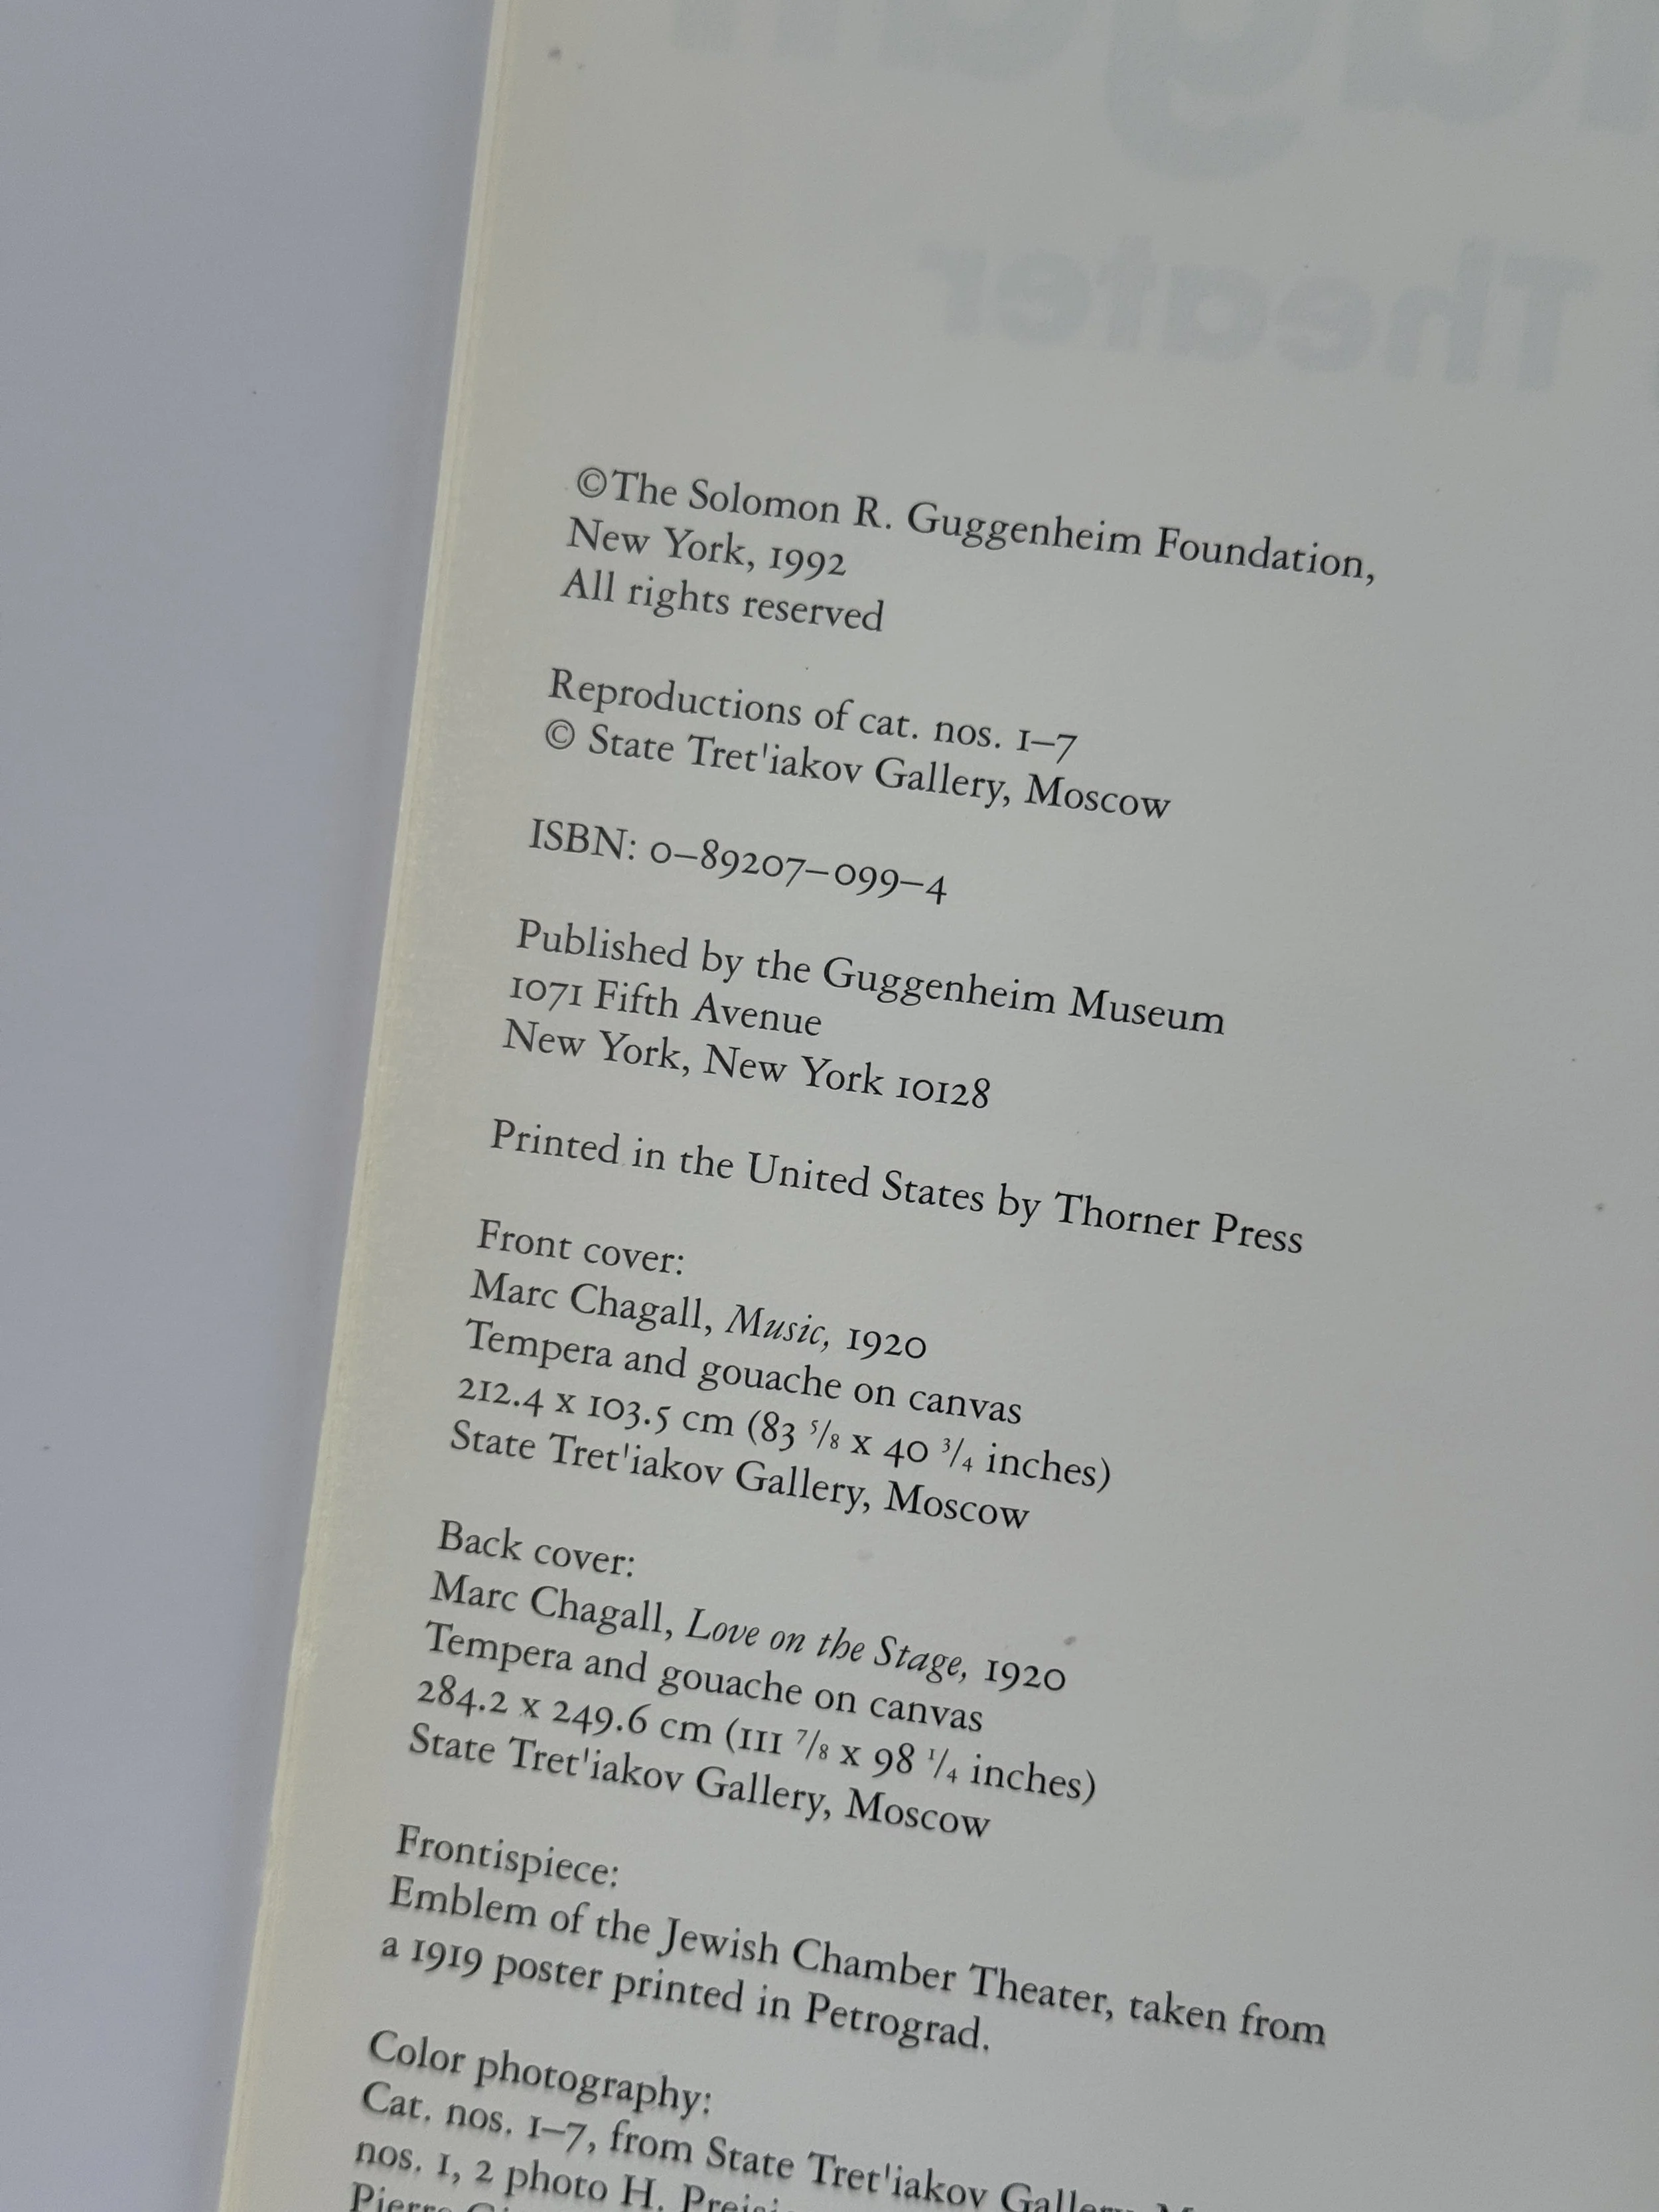 Theater
©The Solomon R. Guggenheim Foundation,
New York, 1992
All rights reserved
Reproductions of cat. nos. 1–7
© State Tret'iakov Gallery, Moscow
ISBN: 0–89207–099–4
Published by the Guggenheim Museum
1071 Fifth Avenue
New York, New York 10128
Printed in the United States by Thorner Press
Front cover:
Marc Chagall, Music, 1920
Tempera and gouache on canvas
212.4 x 103.5 cm (83 5/8 x 40 3/4 inches)
State Tret'iakov Gallery, Moscow
Back cover:
Marc Chagall, Love on the Stage, 1920
Tempera and gouache on canvas
284.2 x 249.6 cm (111 7/8 x 98 1/4 inches)
State Tret'iakov Gallery, Moscow
Frontispiece:
Emblem of the Jewish Chamber Theater, taken from
a 1919 poster printed in Petrograd.
Color photography:
Cat. nos. 1–7, from State Tret'iakov Gallery,
nos. 1, 2 photo H.